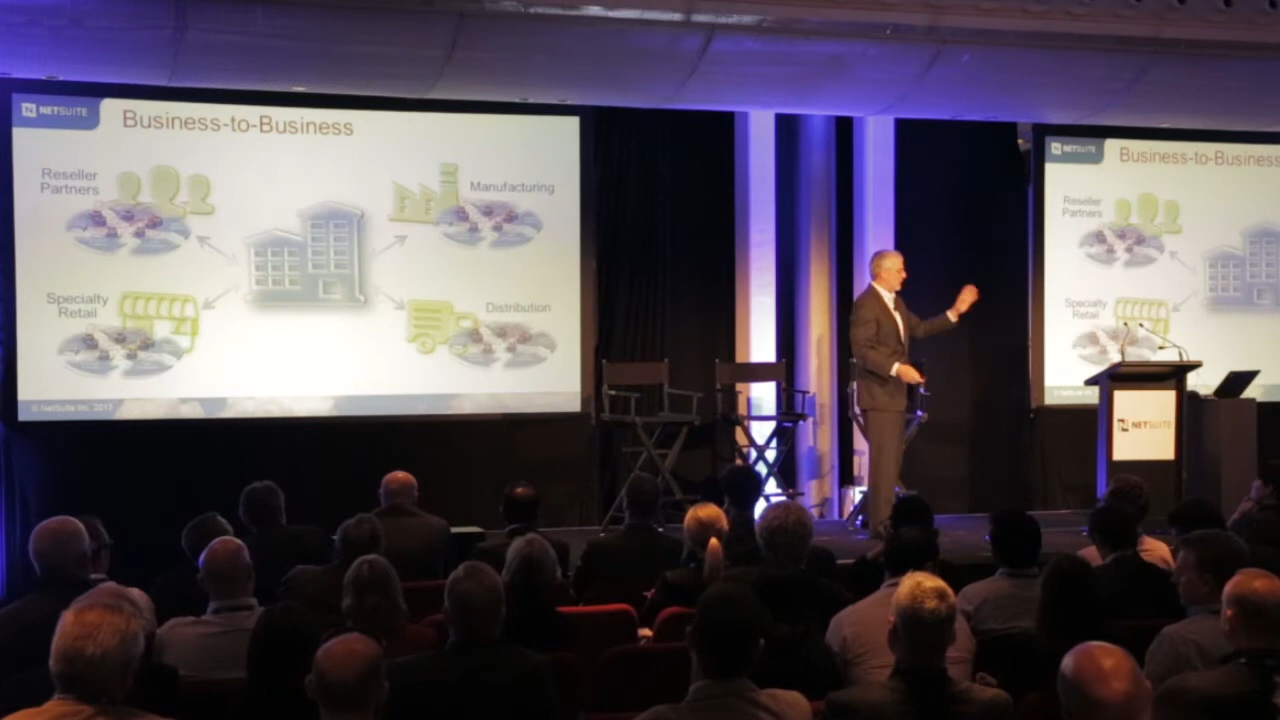 NETSUITE
Business-to-Business
Reseller
Partners
Manufacturing
Specialty
Retail
Distribution
© NetSuite Inc. 2013
NETSUITE
Business-to-Business
Reseller
Partners
Specialty
Retail
NETSUITE